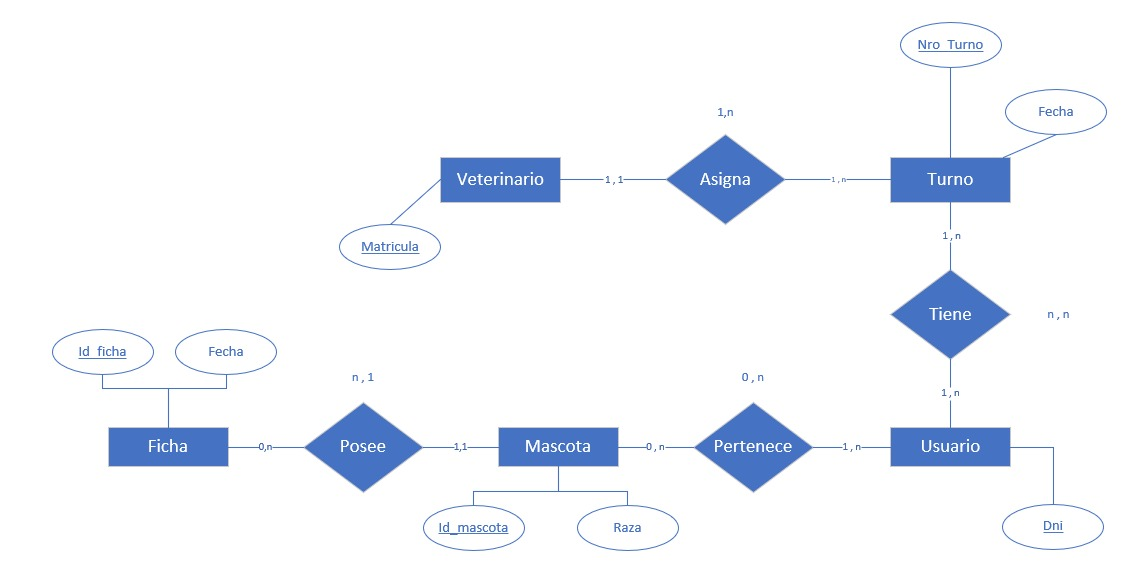 Nro_Turno
Fecha
1,n
Veterinario
1,1
Asigna
1,n
Turno
Matricula
1,n
Tiene
n,n
Id_ficha
Fecha
n,1
0,n
1,n
Ficha
0,n
Posee
1,1
Mascota
0,n
Pertenece
1,n
Usuario
Id_mascota
Raza
Dni